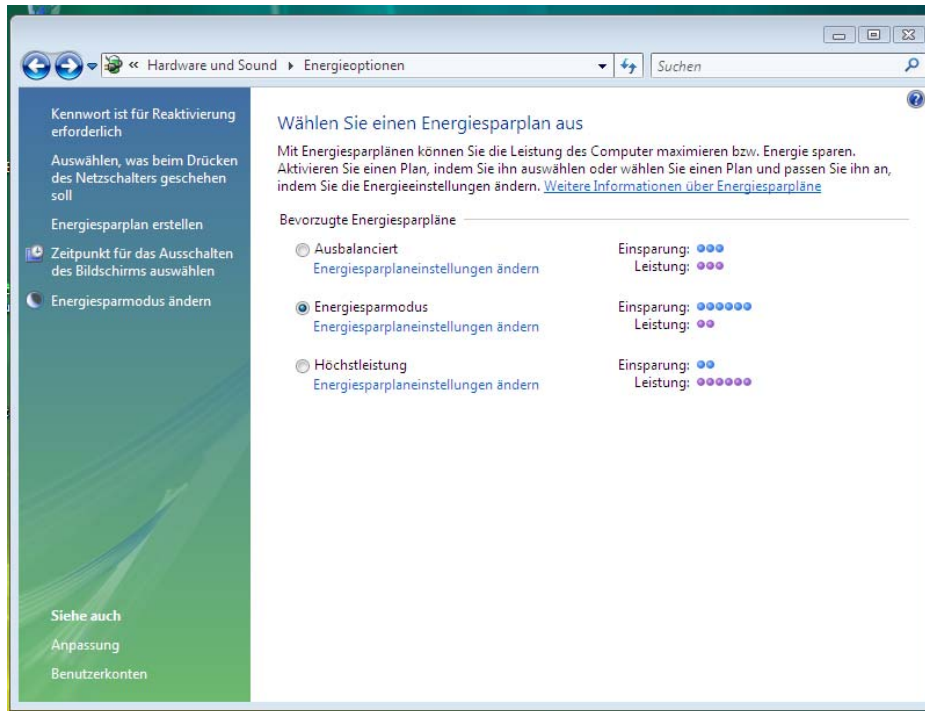 « Hardware und Sound ▸ Energieoptionen
Suchen
Kennwort ist für Reaktivierung
erforderlich
Auswählen, was beim Drücken
des Netzschalters geschehen
soll
Energiesparplan erstellen
Zeitpunkt für das Ausschalten
des Bildschirms auswählen
Energiesparmodus ändern
Siehe auch
Anpassung
Benutzerkonten
Wählen Sie einen Energiesparplan aus
Mit Energiesparplänen können Sie die Leistung des Computer maximieren bzw. Energie sparen.
Aktivieren Sie einen Plan, indem Sie ihn auswählen oder wählen Sie einen Plan und passen Sie ihn an,
indem Sie die Energieeinstellungen ändern. Weitere Informationen über Energiesparpläne
Bevorzugte Energiesparpläne
Ausbalanciert Einsparung:
Energiesparplaneinstellungen ändern Leistung:
Energiesparmodus Einsparung:
Energiesparplaneinstellungen ändern Leistung:
Höchstleistung Einsparung:
Energiesparplaneinstellungen ändern Leistung: